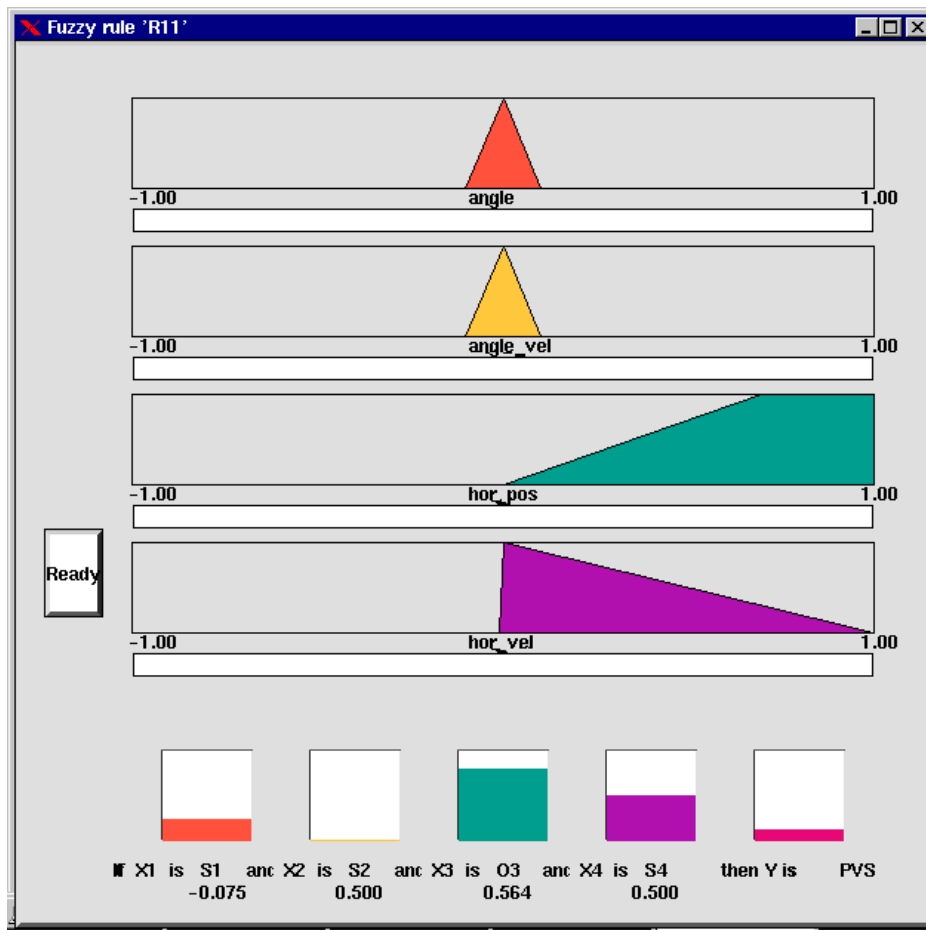 Fuzzy rule 'R11'
-1.00 angle 1.00
-1.00 angle_vel 1.00
-1.00 hor_pos 1.00
Ready
-1.00 hor_vel 1.00
If X1 is S1 and X2 is S2 and X3 is O3 and X4 is S4 then Y is PVS
-0.075 0.500 0.564 0.500